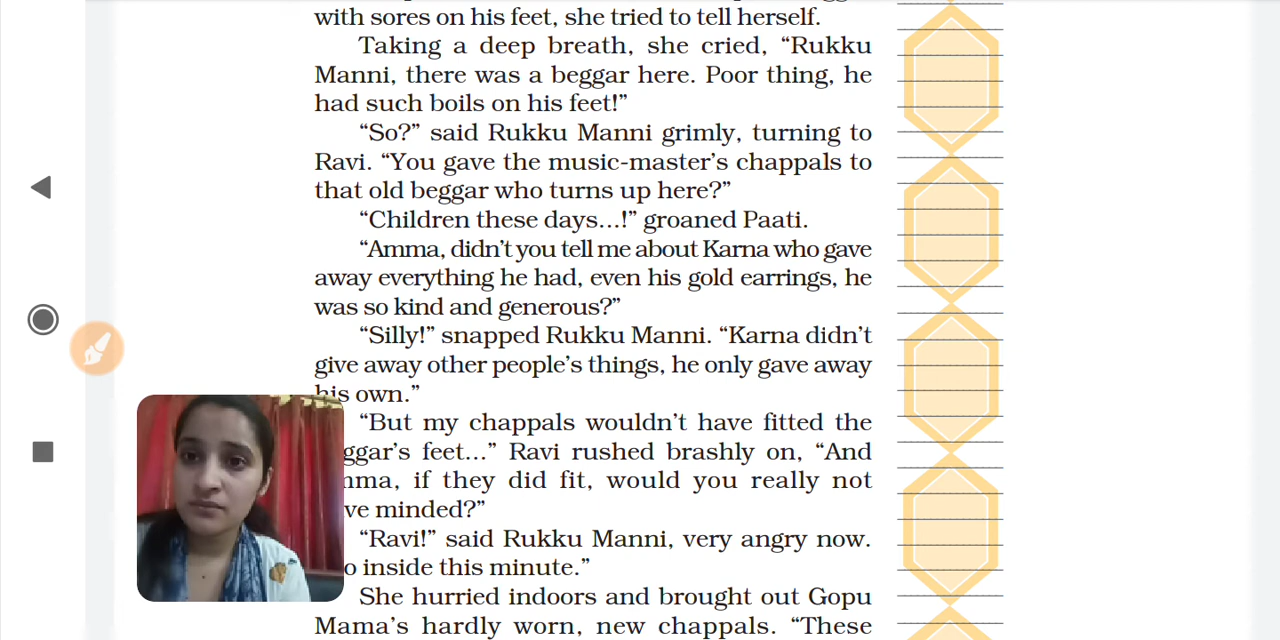 with sores on his feet, she tried to tell herself.
Taking a deep breath, she cried, “Rukku
Manni, there was a beggar here. Poor thing, he
had such boils on his feet!”
“So?” said Rukku Manni grimly, turning to
Ravi. “You gave the music-master’s chappals to
that old beggar who turns up here?”
“Children these days...!” groaned Paati.
“Amma, didn’t you tell me about Karna who gave
away everything he had, even his gold earrings, he
was so kind and generous?”
“Silly!” snapped Rukku Manni. “Karna didn’t
give away other people’s things, he only gave away
his own.”
“But my chappals wouldn’t have fitted the
feet...” Ravi rushed brashly on, “And
if they did fit, would you really not
minded?”
“Ravi!” said Rukku Manni, very angry now.
inside this minute.”
She hurried indoors and brought out Gopu
Mama’s hardly worn, new chappals. “These